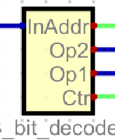 InAddr
Op2
Op1
Ctr
_bit_decode